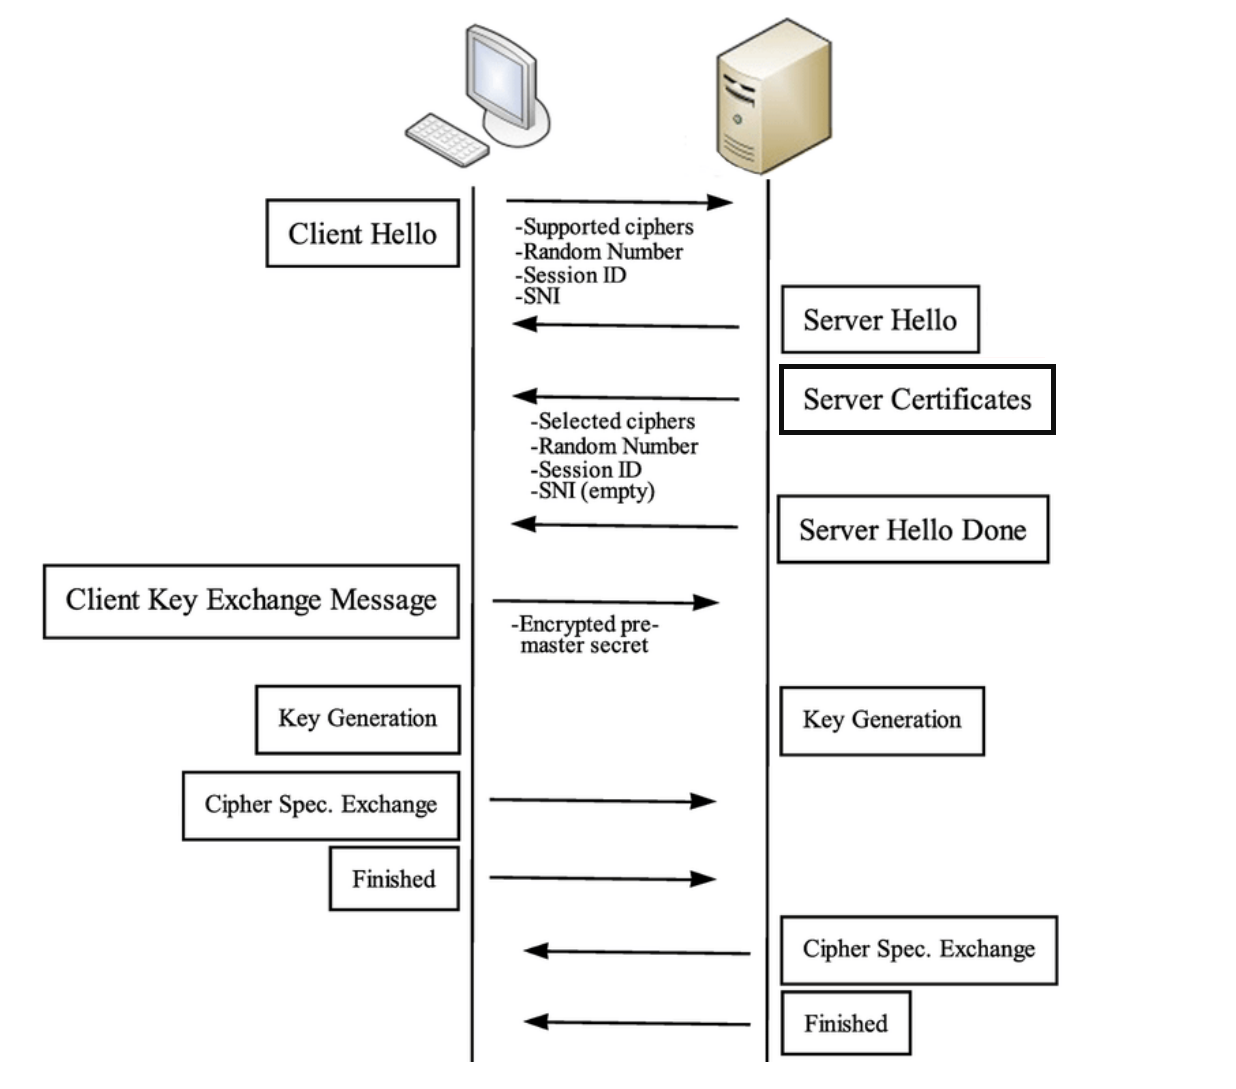 Client Hello
-Supported ciphers
-Random Number
-Session ID
-SNI
Server Hello
Server Certificates
-Selected ciphers
-Random Number
-Session ID
-SNI (empty)
Server Hello Done
Client Key Exchange Message
-Encrypted pre-
master secret
Key Generation
Key Generation
Cipher Spec. Exchange
Finished
Cipher Spec. Exchange
Finished